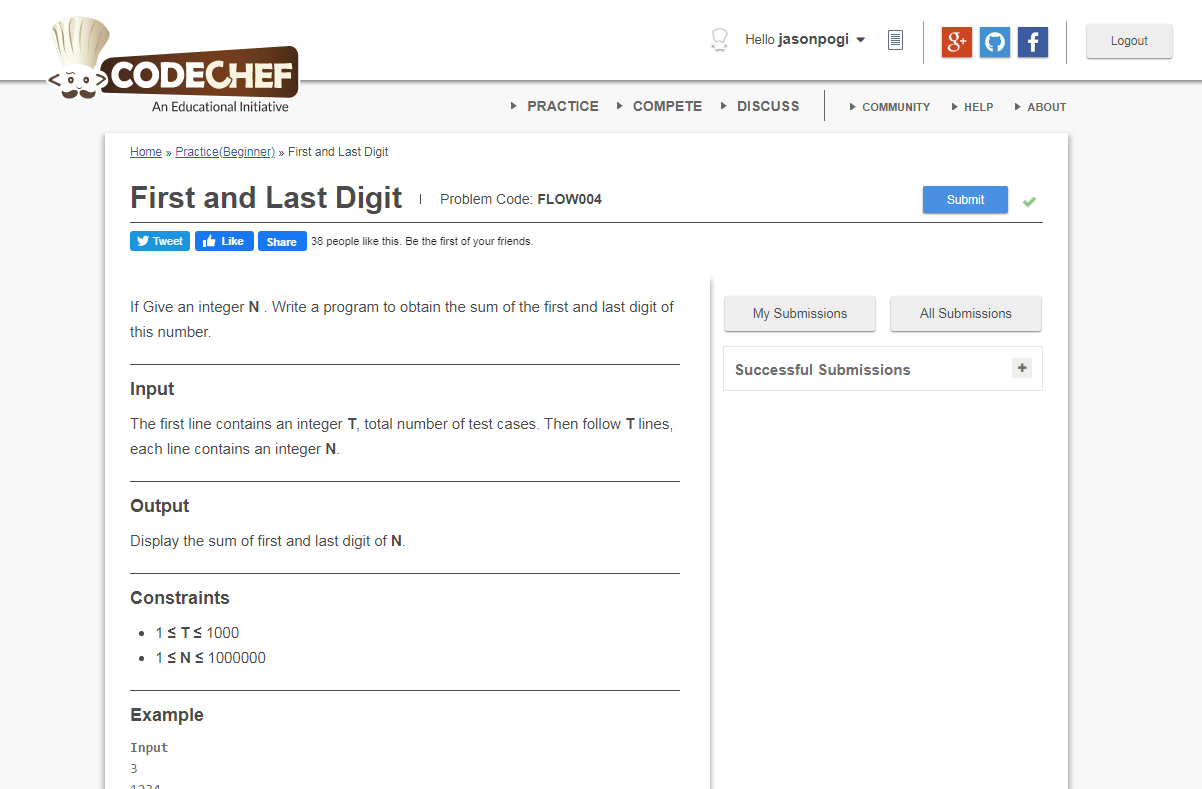 Hello jasonpogi
Logout
CODECHEF
An Educational Initiative
PRACTICE COMPETE DISCUSS COMMUNITY HELP ABOUT
Home » Practice(Beginner) » First and Last Digit
First and Last Digit | Problem Code: FLOW004
Submit
Tweet Like Share 38 people like this. Be the first of your friends.
If Give an integer N . Write a program to obtain the sum of the first and last digit of
this number.
My Submissions
All Submissions
Successful Submissions +
Input
The first line contains an integer T, total number of test cases. Then follow T lines,
each line contains an integer N.
Output
Display the sum of first and last digit of N.
Constraints
• 1 ≤ T ≤ 1000
• 1 ≤ N ≤ 1000000
Example
Input
3
1234